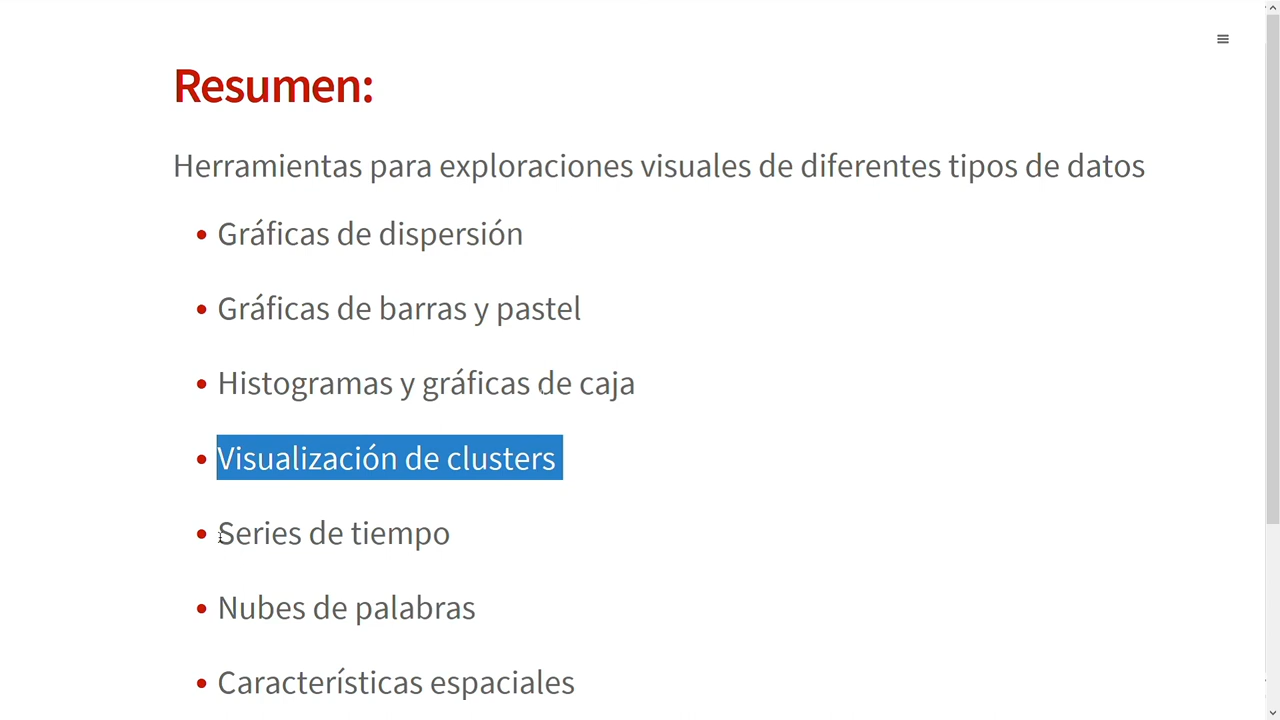 Resumen:
Herramientas para exploraciones visuales de diferentes tipos de datos
Gráficas de dispersión
Gráficas de barras y pastel
Histogramas y gráficas de caja
Visualización de clusters
Series de tiempo
Nubes de palabras
Características espaciales